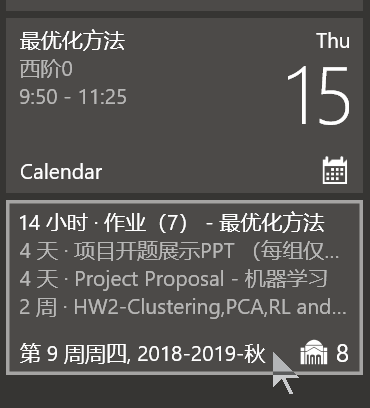 最优化方法 Thu
西阶0 15
9:50 - 11:25
Calendar
14 小时 · 作业（7） - 最优化方法
4 天 · 项目开题展示PPT （每组仅...
4 天 · Project Proposal - 机器学习
2 周 · HW2-Clustering,PCA,RL and...
第 9 周周四, 2018-2019-秋 8